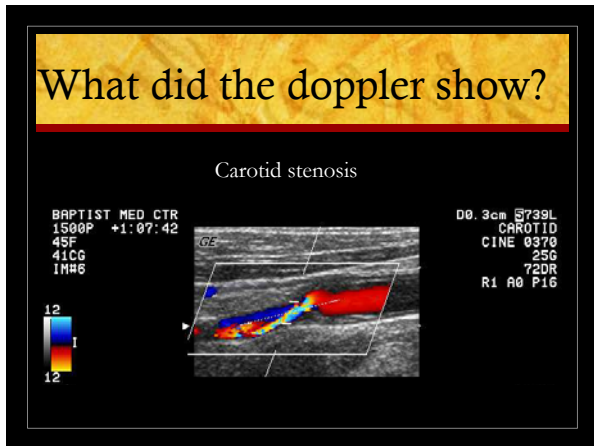 What did the doppler show?
Carotid stenosis
BAPTIST MED CTR
1500P +1:07:42
45F
41CG
IM#6
D0.3cm 5739L
CAROTID
CINE 0370
25G
72DR
R1 A0 P16
GE
12
I
12